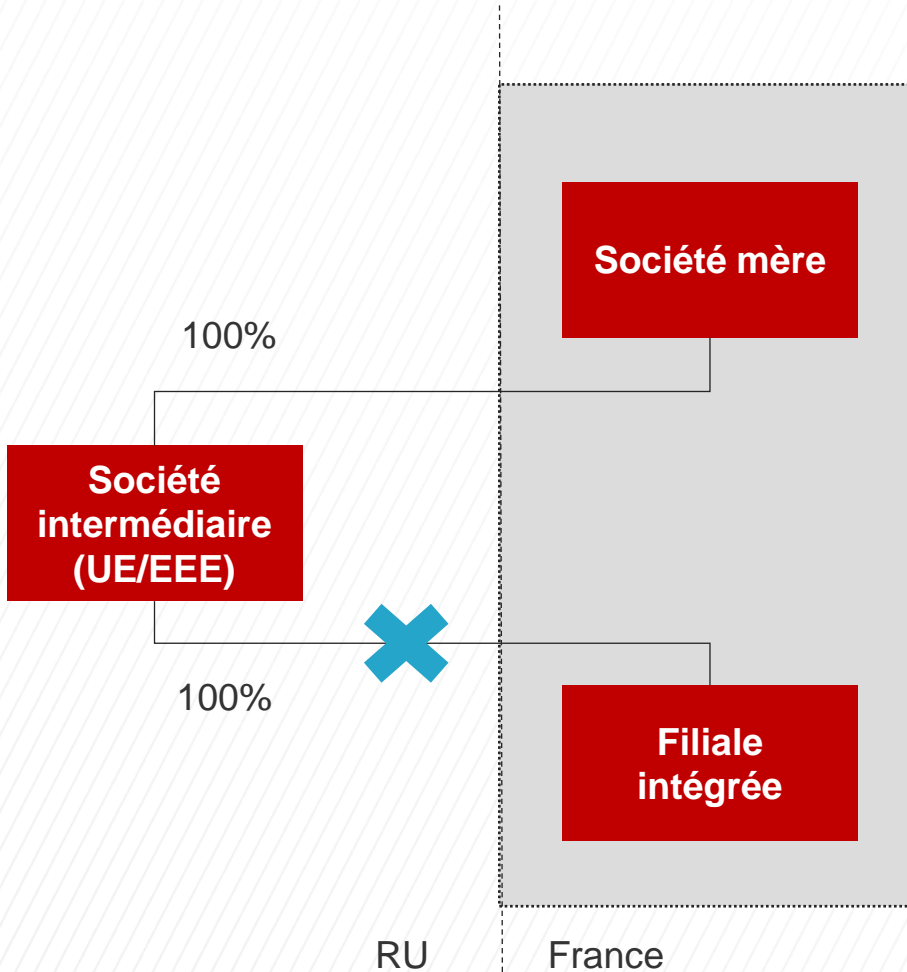 Société mère
100%
Société
intermédiaire
(UE/EEE)
100%
Filiale
intégrée
RU
France